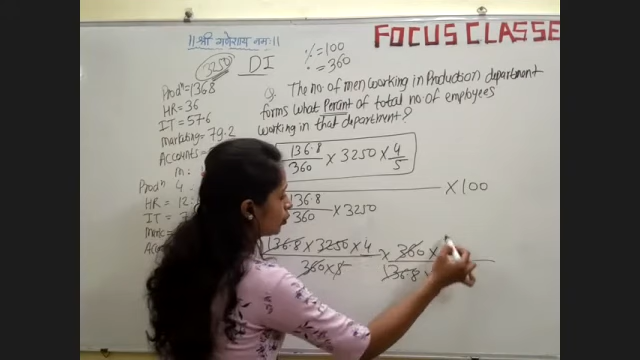 FOCUS CLASSE
।। श्री गणेशाय नमः ।।
% = 100
% = 360
3250
DI
Q. The no. of men working in Production department
forms what Percent of total no. of employees
working in that department?
Prodⁿ = 1368
HR = 36
IT = 57.6
Marketing = 79.2
Accounts =
m:
Prodⁿ 4
HR = 12:
IT =
136.8/360 × 3250 × 4/5
× 100
136.8/360 × 3250
136.8 × 3250 × 4 / 360 × 5 × 360 × / 136.8 ×